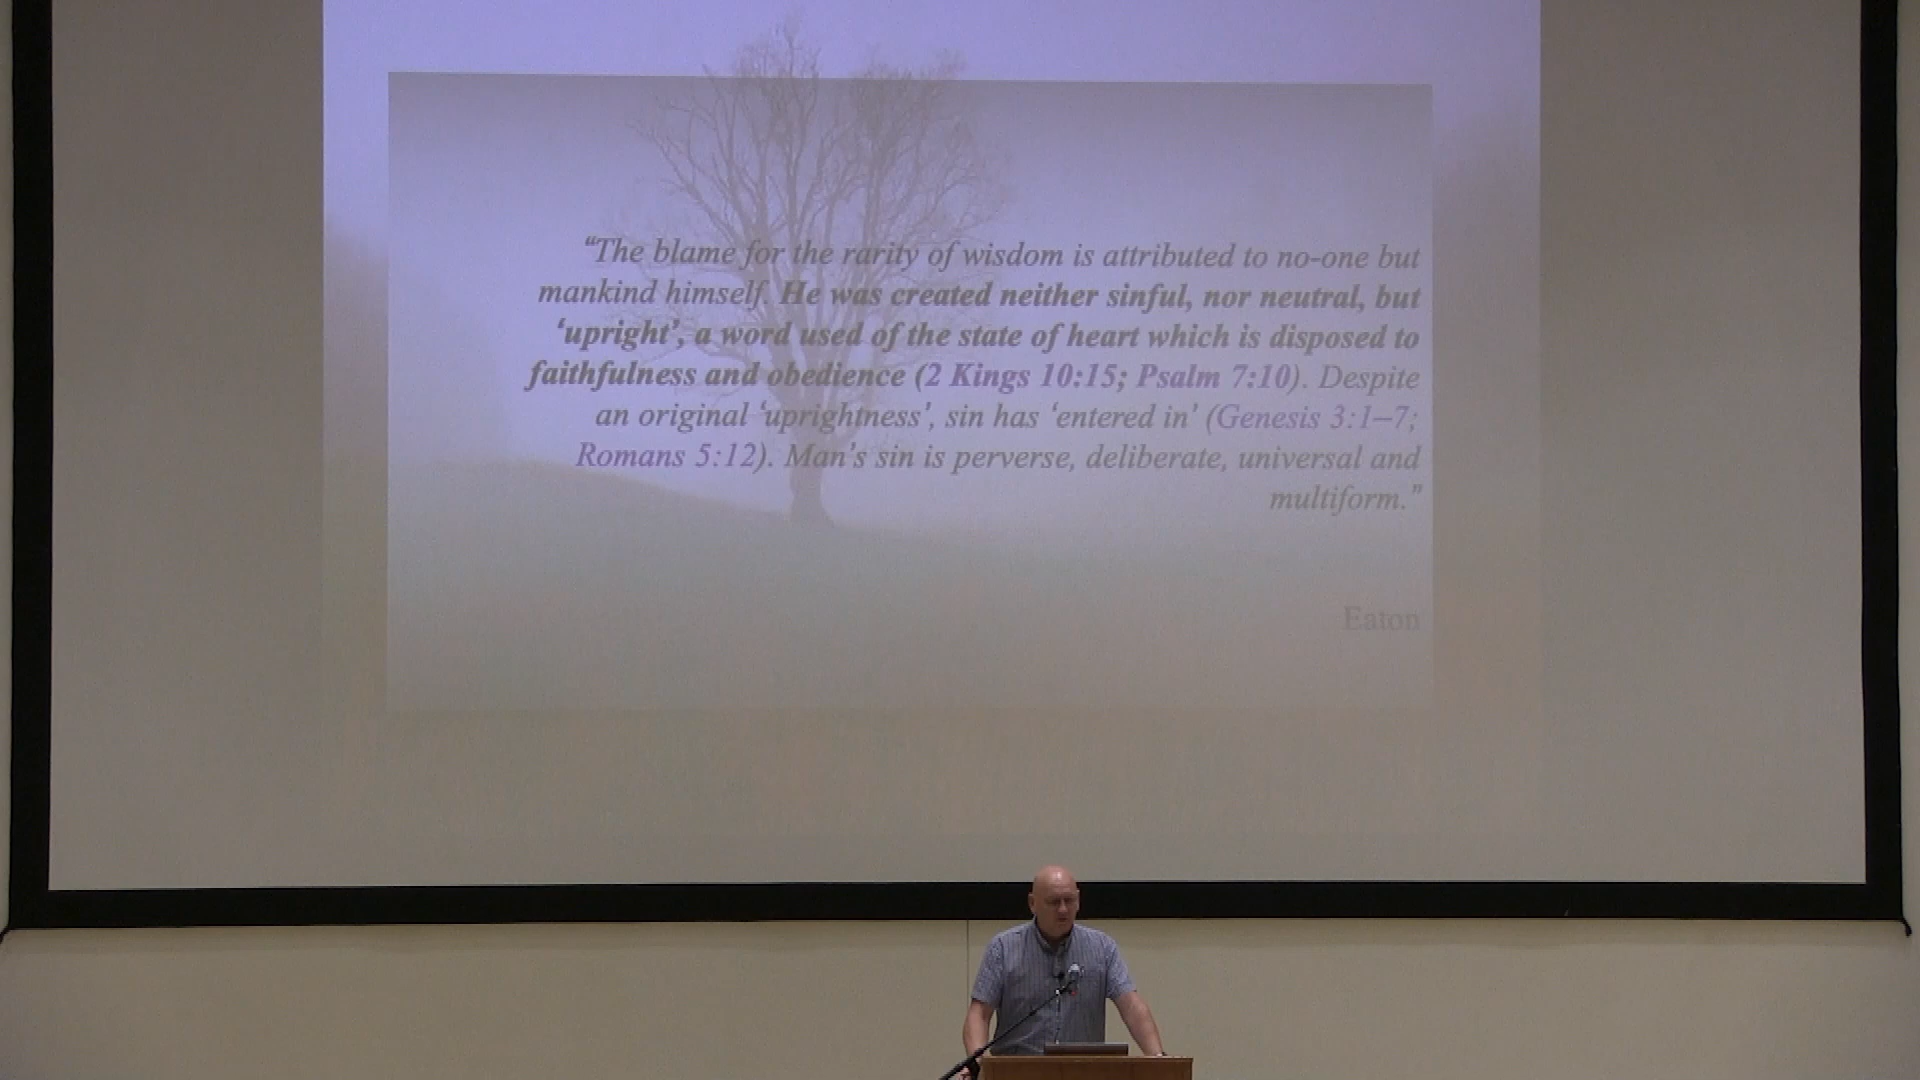 “The blame for the rarity of wisdom is attributed to no-one but
mankind himself. He was created neither sinful, nor neutral, but
‘upright’, a word used of the state of heart which is disposed to
faithfulness and obedience (2 Kings 10:15; Psalm 7:10). Despite
an original ‘uprightness’, sin has ‘entered in’ (Genesis 3:1–7;
Romans 5:12). Man’s sin is perverse, deliberate, universal and
multiform.”
Eaton